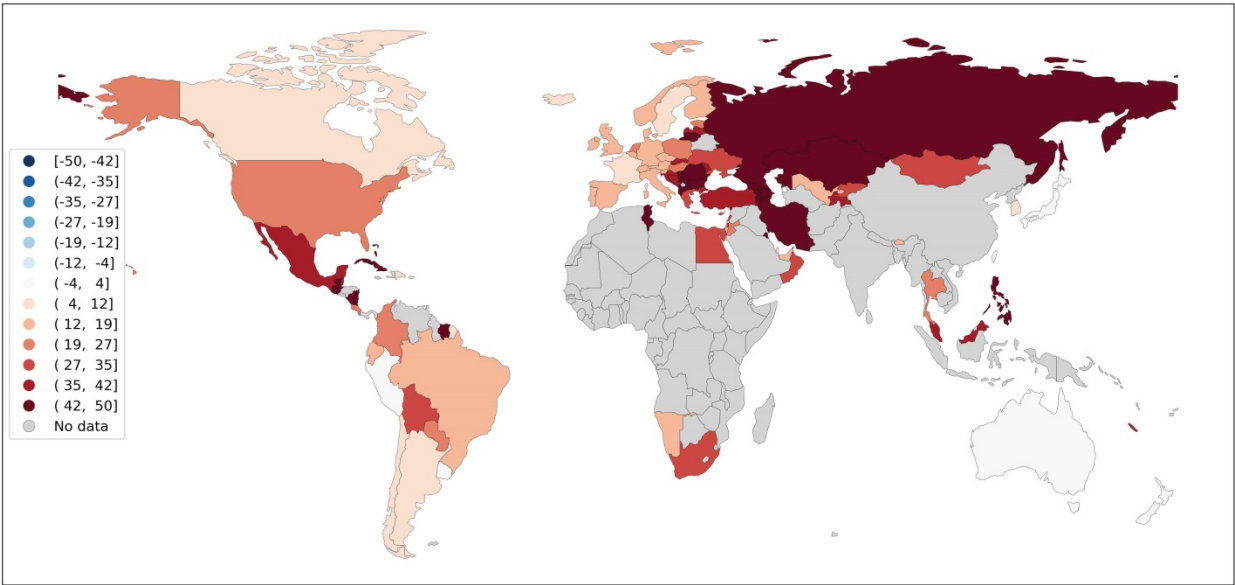 [-50, -42]
(-42, -35]
(-35, -27]
(-27, -19]
(-19, -12]
(-12, -4]
( -4, 4]
( 4, 12]
( 12, 19]
( 19, 27]
( 27, 35]
( 35, 42]
( 42, 50]
No data